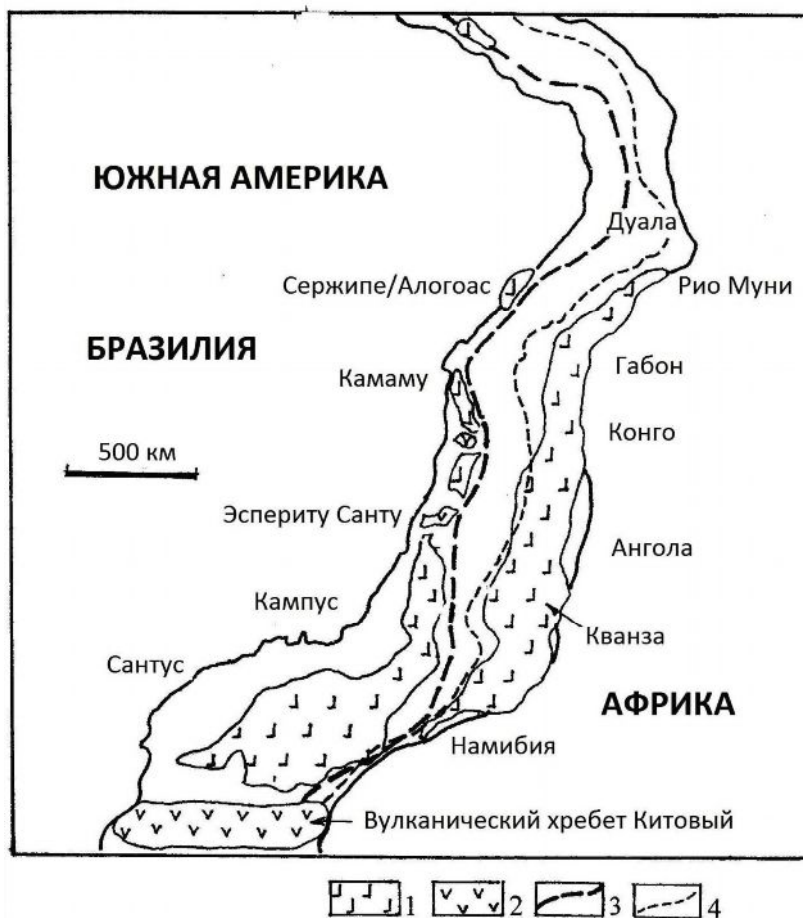 ЮЖНАЯ АМЕРИКА
Дуала
Сержипе/Алогоас
Рио Муни
БРАЗИЛИЯ
Габон
Камаму
Конго
500 км
Эспериту Санту
Ангола
Кампус
Кванза
Сантус
АФРИКА
Намибия
Вулканический хребет Китовый
1 2 3 4